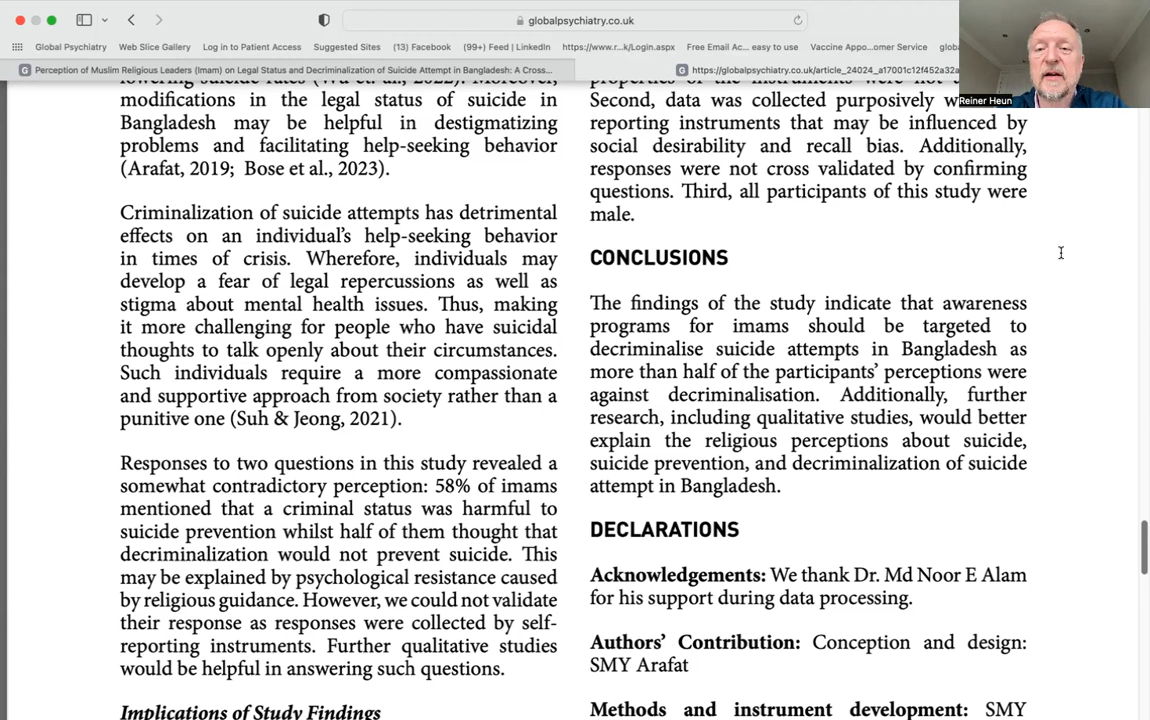 globalpsychiatry.co.uk
Global Psychiatry
Web Slice Gallery
Log in to Patient Access
Suggested Sites
(13) Facebook
(99+) Feed | LinkedIn
https://www.r...k/Login.aspx
Free Email Ac... easy to use
Vaccine Appo...omer Service
Perception of Muslim Religious Leaders (Imam) on Legal Status and Decriminalization of Suicide Attempt in Bangladesh: A Cross...
https://globalpsychiatry.co.uk/article_24024_a17001c12f452a32a
Reiner Heun
modifications in the legal status of suicide in
Bangladesh may be helpful in destigmatizing
problems and facilitating help-seeking behavior
(Arafat, 2019; Bose et al., 2023).
Criminalization of suicide attempts has detrimental
effects on an individual's help-seeking behavior
in times of crisis. Wherefore, individuals may
develop a fear of legal repercussions as well as
stigma about mental health issues. Thus, making
it more challenging for people who have suicidal
thoughts to talk openly about their circumstances.
Such individuals require a more compassionate
and supportive approach from society rather than a
punitive one (Suh & Jeong, 2021).
Responses to two questions in this study revealed a
somewhat contradictory perception: 58% of imams
mentioned that a criminal status was harmful to
suicide prevention whilst half of them thought that
decriminalization would not prevent suicide. This
may be explained by psychological resistance caused
by religious guidance. However, we could not validate
their response as responses were collected by self-
reporting instruments. Further qualitative studies
would be helpful in answering such questions.
Implications of Study Findings
Second, data was collected purposively
reporting instruments that may be influenced by
social desirability and recall bias. Additionally,
responses were not cross validated by confirming
questions. Third, all participants of this study were
male.
CONCLUSIONS
The findings of the study indicate that awareness
programs for imams should be targeted to
decriminalise suicide attempts in Bangladesh as
more than half of the participants' perceptions were
against decriminalisation. Additionally, further
research, including qualitative studies, would better
explain the religious perceptions about suicide,
suicide prevention, and decriminalization of suicide
attempt in Bangladesh.
DECLARATIONS
Acknowledgements: We thank Dr. Md Noor E Alam
for his support during data processing.
Authors' Contribution: Conception and design:
SMY Arafat
Methods and instrument development: SMY